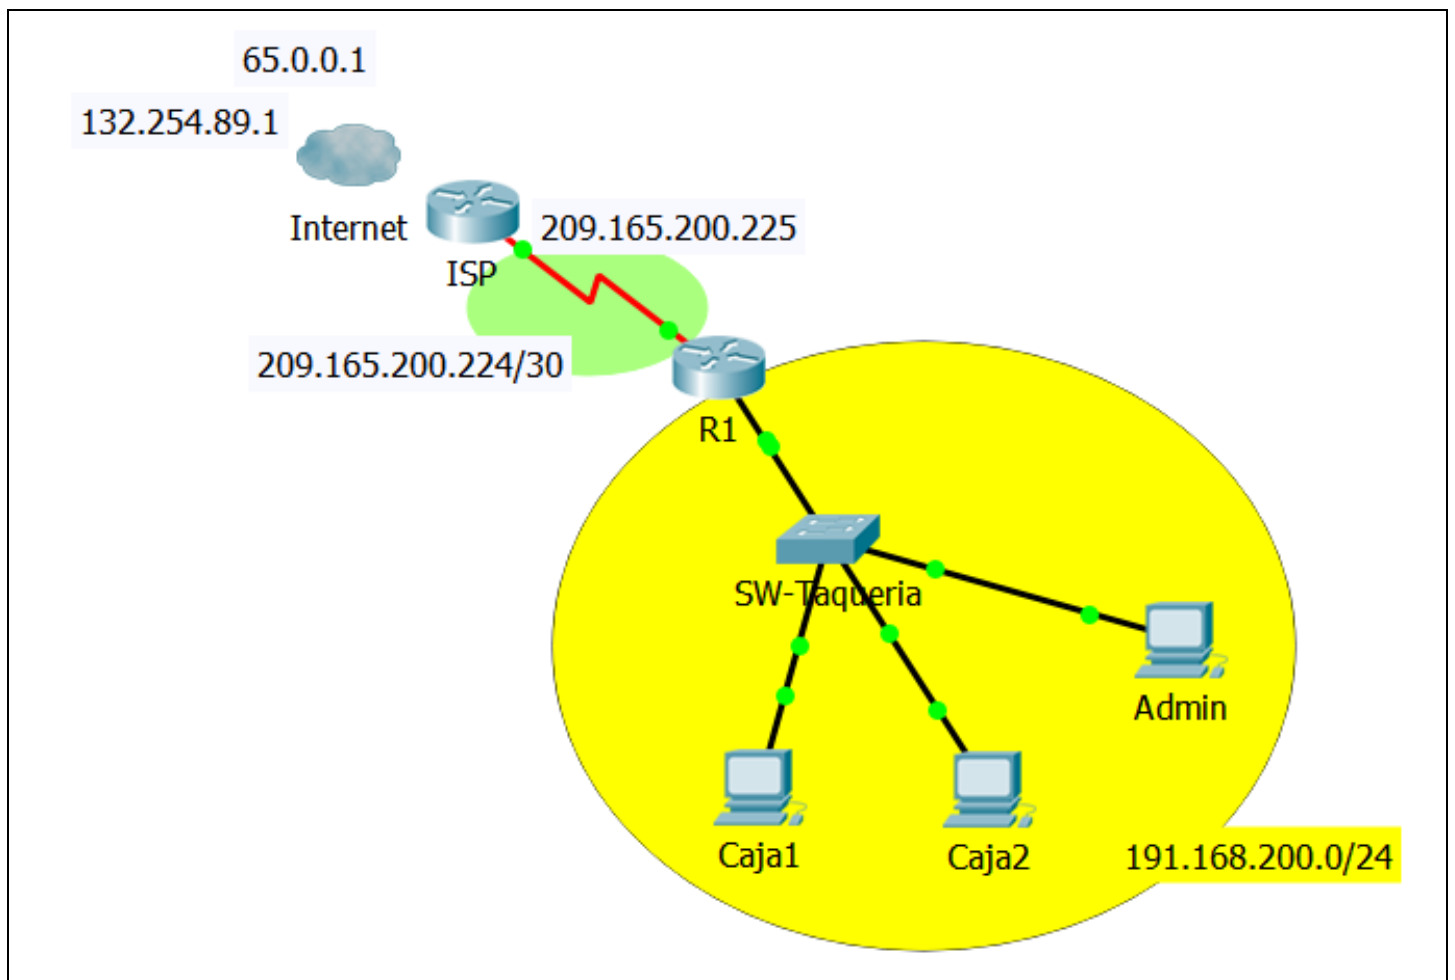 65.0.0.1
132.254.89.1
Internet
209.165.200.225
ISP
209.165.200.224/30
R1
SW-Taqueria
Admin
Caja1
Caja2
191.168.200.0/24